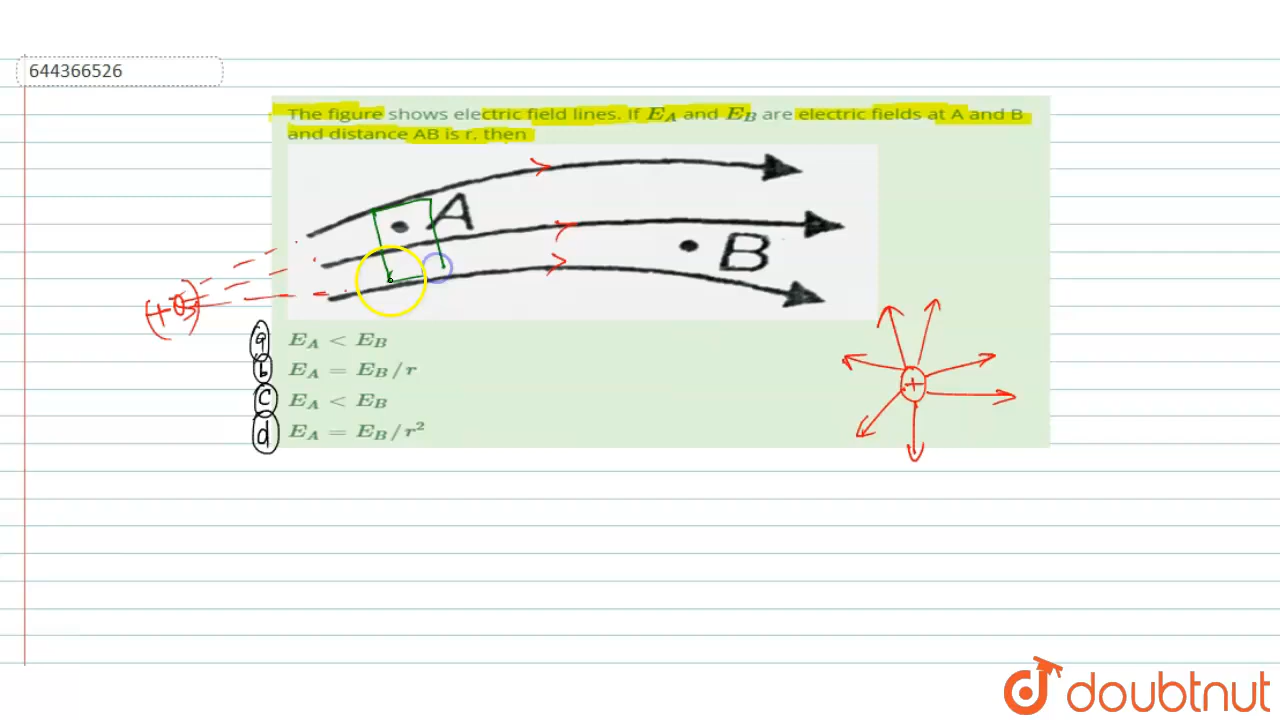 644366526
The figure shows electric field lines. If E_A and E_B are electric fields at A and B
and distance AB is r. then
A
B
(+Q)
+
a E_A < E_B
b E_A = E_B/r
c E_A < E_B
d E_A = E_B/r²
doubtnut